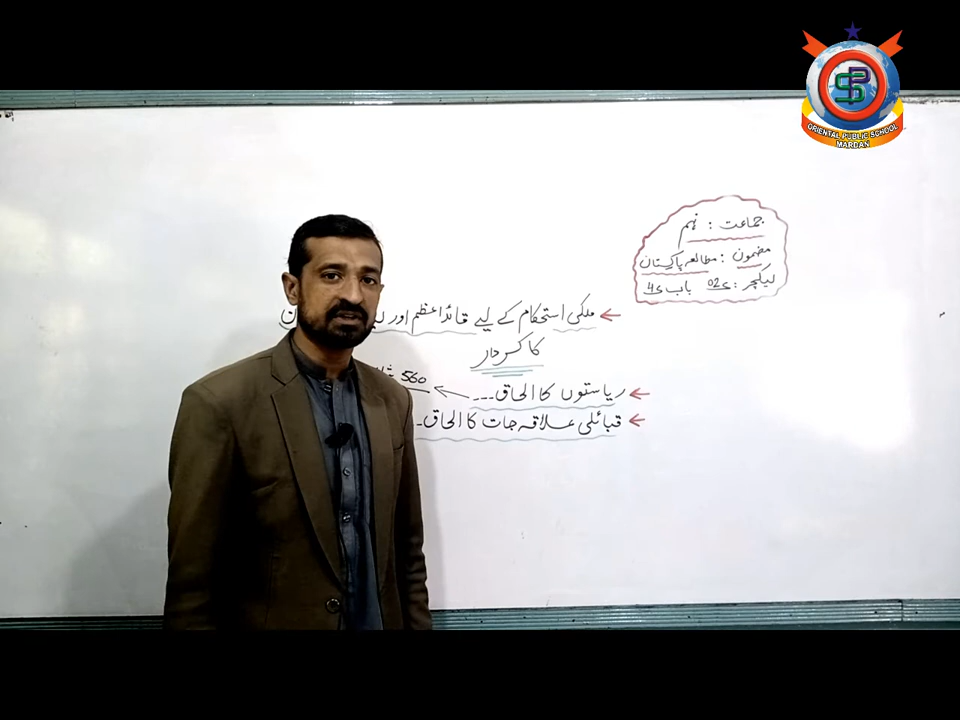 ORIENTAL PUBLIC SCHOOL
MARDAN
جماعت : نہم
مضمون : مطالعہ پاکستان
لیکچر : 02 باب 4
ملکی استحکام کے لیے قائداعظم اور
کا کردار
ریاستوں کا الحاق... 560
قبائلی علاقہ جات کا الحاق